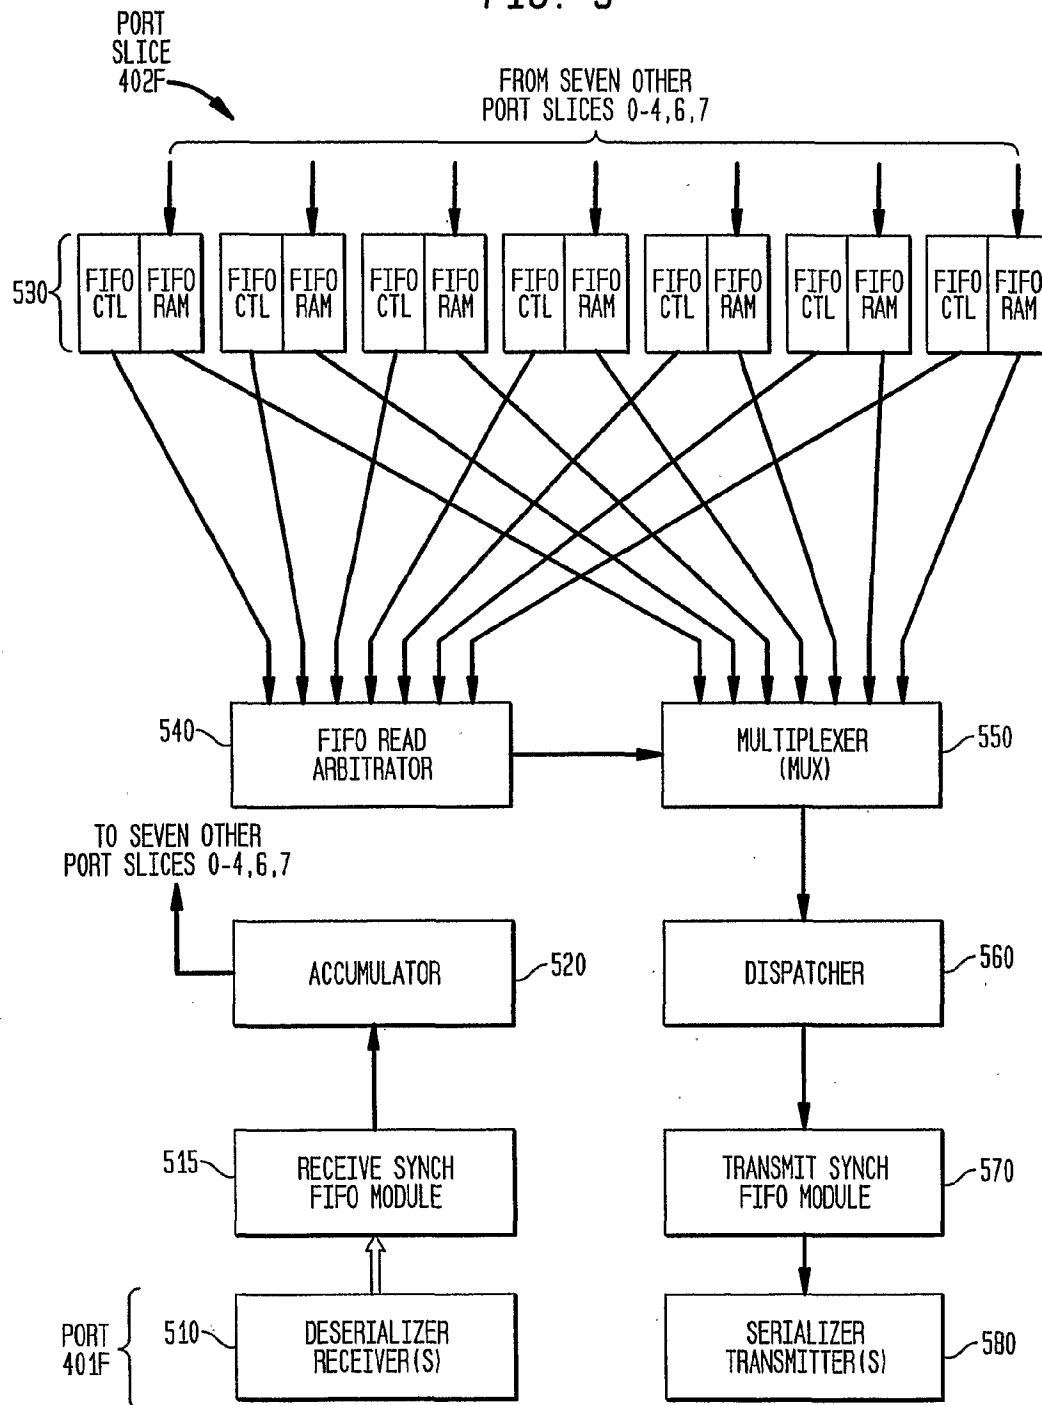 PORT
SLICE
402F
FROM SEVEN OTHER
PORT SLICES 0-4,6,7
530
FIFO CTL FIFO RAM FIFO CTL FIFO RAM FIFO CTL FIFO RAM FIFO CTL FIFO RAM FIFO CTL FIFO RAM FIFO CTL FIFO RAM FIFO CTL FIFO RAM
540
FIFO READ
ARBITRATOR
MULTIPLEXER
(MUX)
550
TO SEVEN OTHER
PORT SLICES 0-4,6,7
ACCUMULATOR
520
DISPATCHER
560
515
RECEIVE SYNCH
FIFO MODULE
TRANSMIT SYNCH
FIFO MODULE
570
PORT
401F
510
DESERIALIZER
RECEIVER(S)
SERIALIZER
TRANSMITTER(S)
580